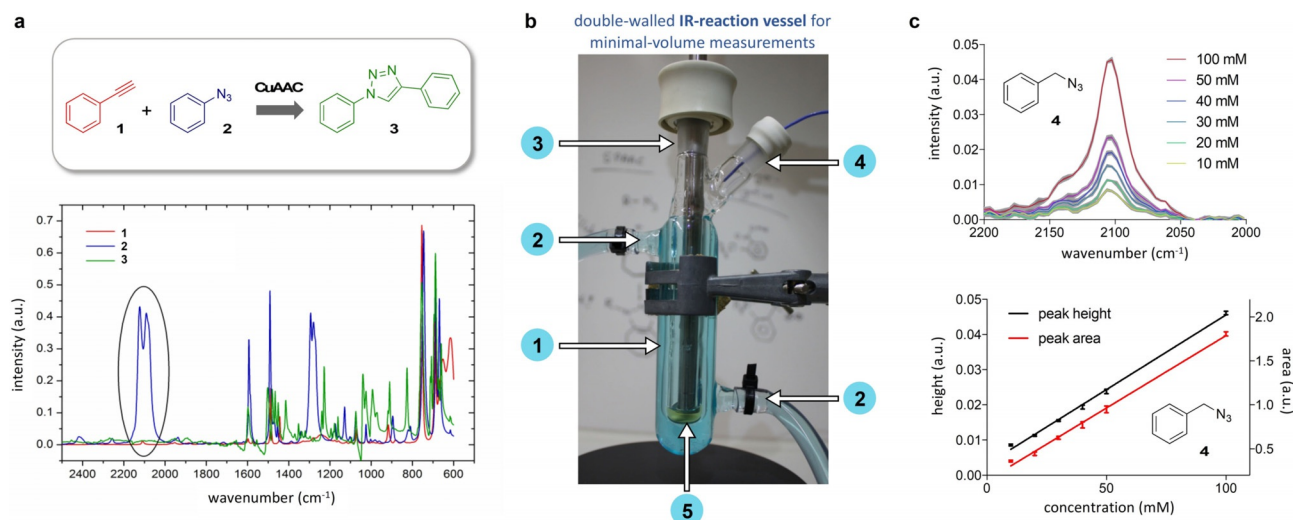 a
CuAAC
N
N
N
N₃
+
1
2
3
0.7
0.6
0.5
0.4
0.3
0.2
0.1
0.0
intensity (a.u.)
1
2
3
2500 2400 2200 2000 1800 1600 1400 1200 1000 800 600
wavenumber (cm⁻¹)
b
double-walled IR-reaction vessel for
minimal-volume measurements
3
4
2
1
2
5
c
0.05
0.04
0.03
0.02
0.01
0.00
intensity (a.u.)
N₃
4
100 mM
50 mM
40 mM
30 mM
20 mM
10 mM
2200 2150 2100 2050 2000
wavenumber (cm⁻¹)
0.05
0.04
0.03
0.02
0.01
0.00
height (a.u.)
peak height
peak area
2.0
1.5
1.0
0.5
area (a.u.)
N₃
4
0 50 100
concentration (mM)